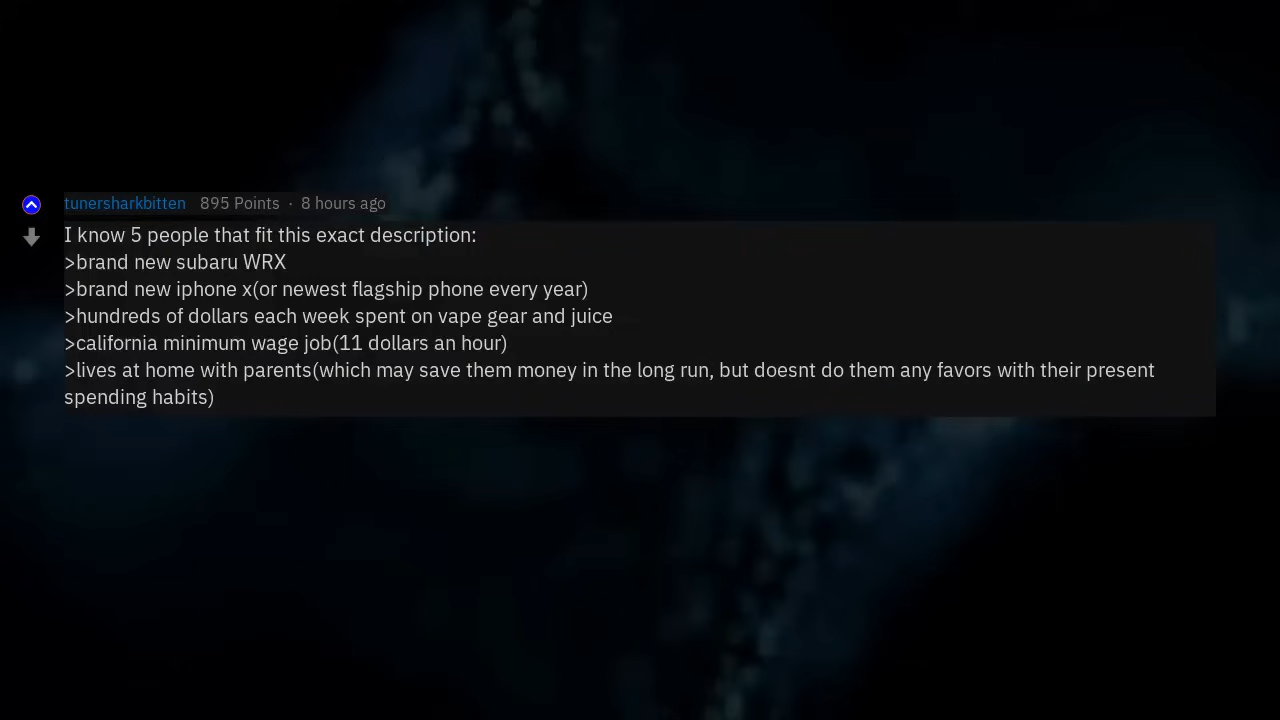 tunersharkbitten 895 Points · 8 hours ago
I know 5 people that fit this exact description:
>brand new subaru WRX
>brand new iphone x(or newest flagship phone every year)
>hundreds of dollars each week spent on vape gear and juice
>california minimum wage job(11 dollars an hour)
>lives at home with parents(which may save them money in the long run, but doesnt do them any favors with their present
spending habits)